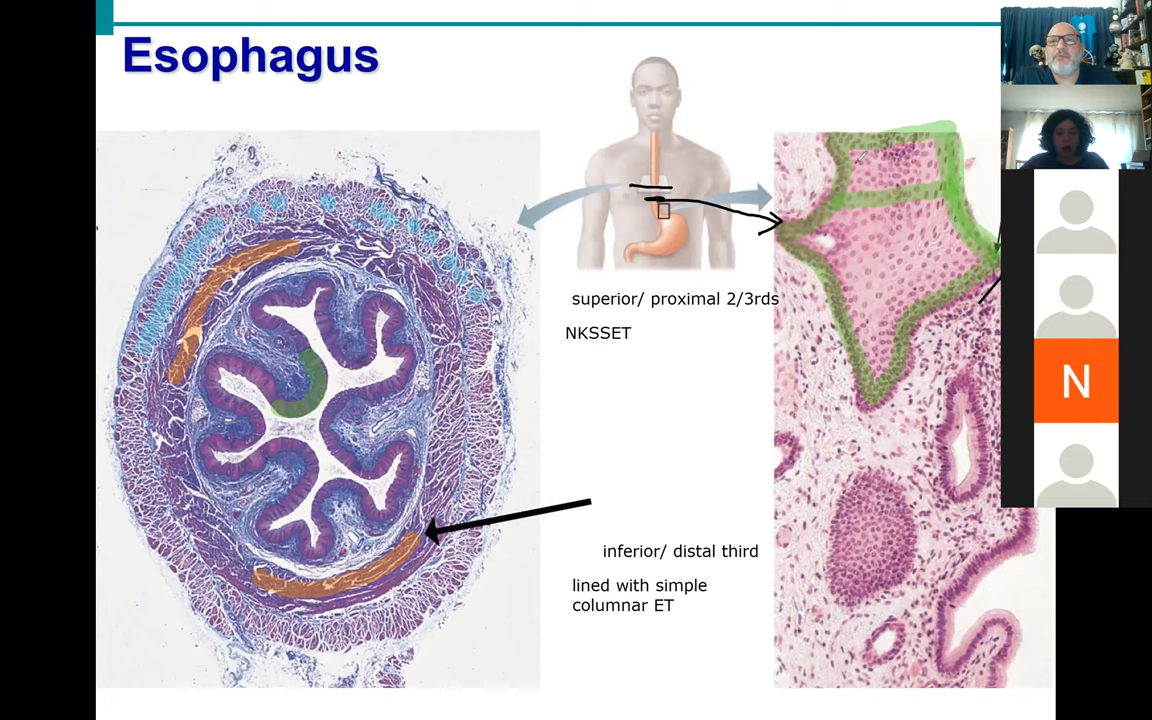 Esophagus
superior/ proximal 2/3rds
NKSSET
inferior/ distal third
lined with simple
columnar ET
N